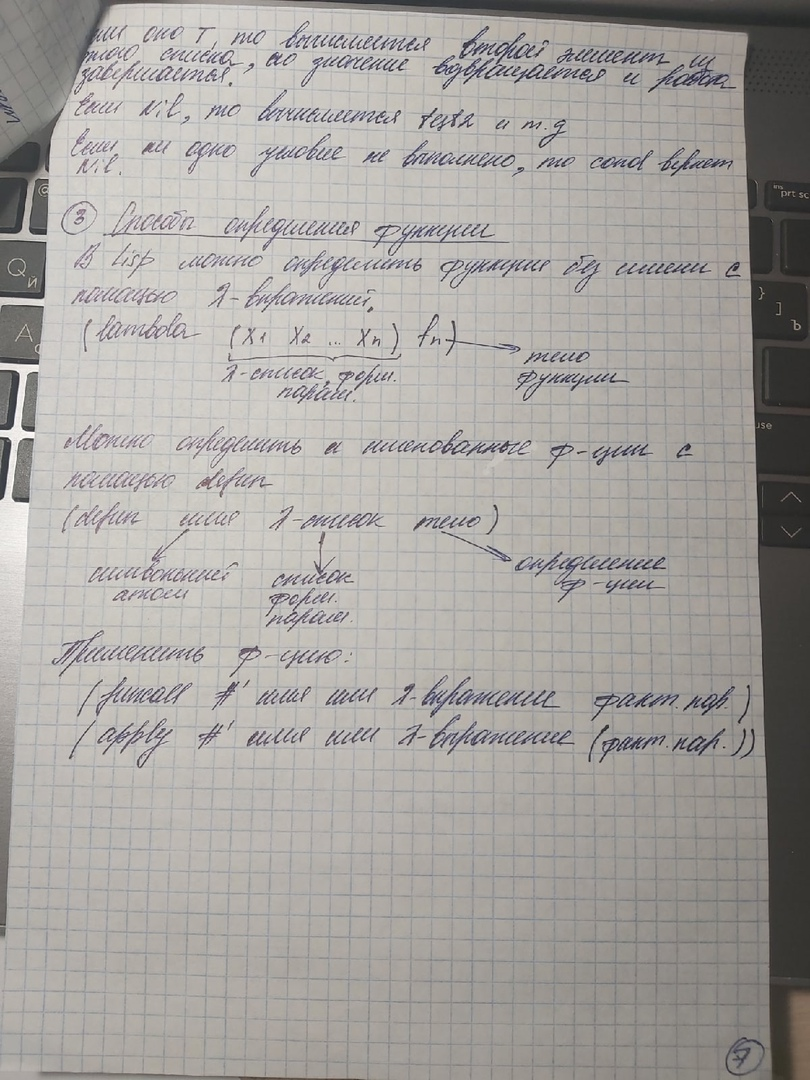 оно T, то вычисляется второй элемент из
этого списка, его значение возвращается и работа
завершается.
Если Nil, то вычисляется test2 и т.д
Если ни одно условие не выполнено, то cond вернет
Nil.
3 Способы определения функции
В Lisp можно определить функцию без имени с
помощью λ-выражений.
(lambda (x1 x2 ... xn) fn)
тело
λ-список форм. функции
парам.
Можно определить и именованные ф-ции с
помощью defun
(defun имя λ-список тело)
определение
символьный список ф-ции
атом форм.
парам.
Применить ф-цию:
(funcall #' имя или λ-выражение факт. пар.)
(apply #' имя или λ-выражение (факт. пар.))
7